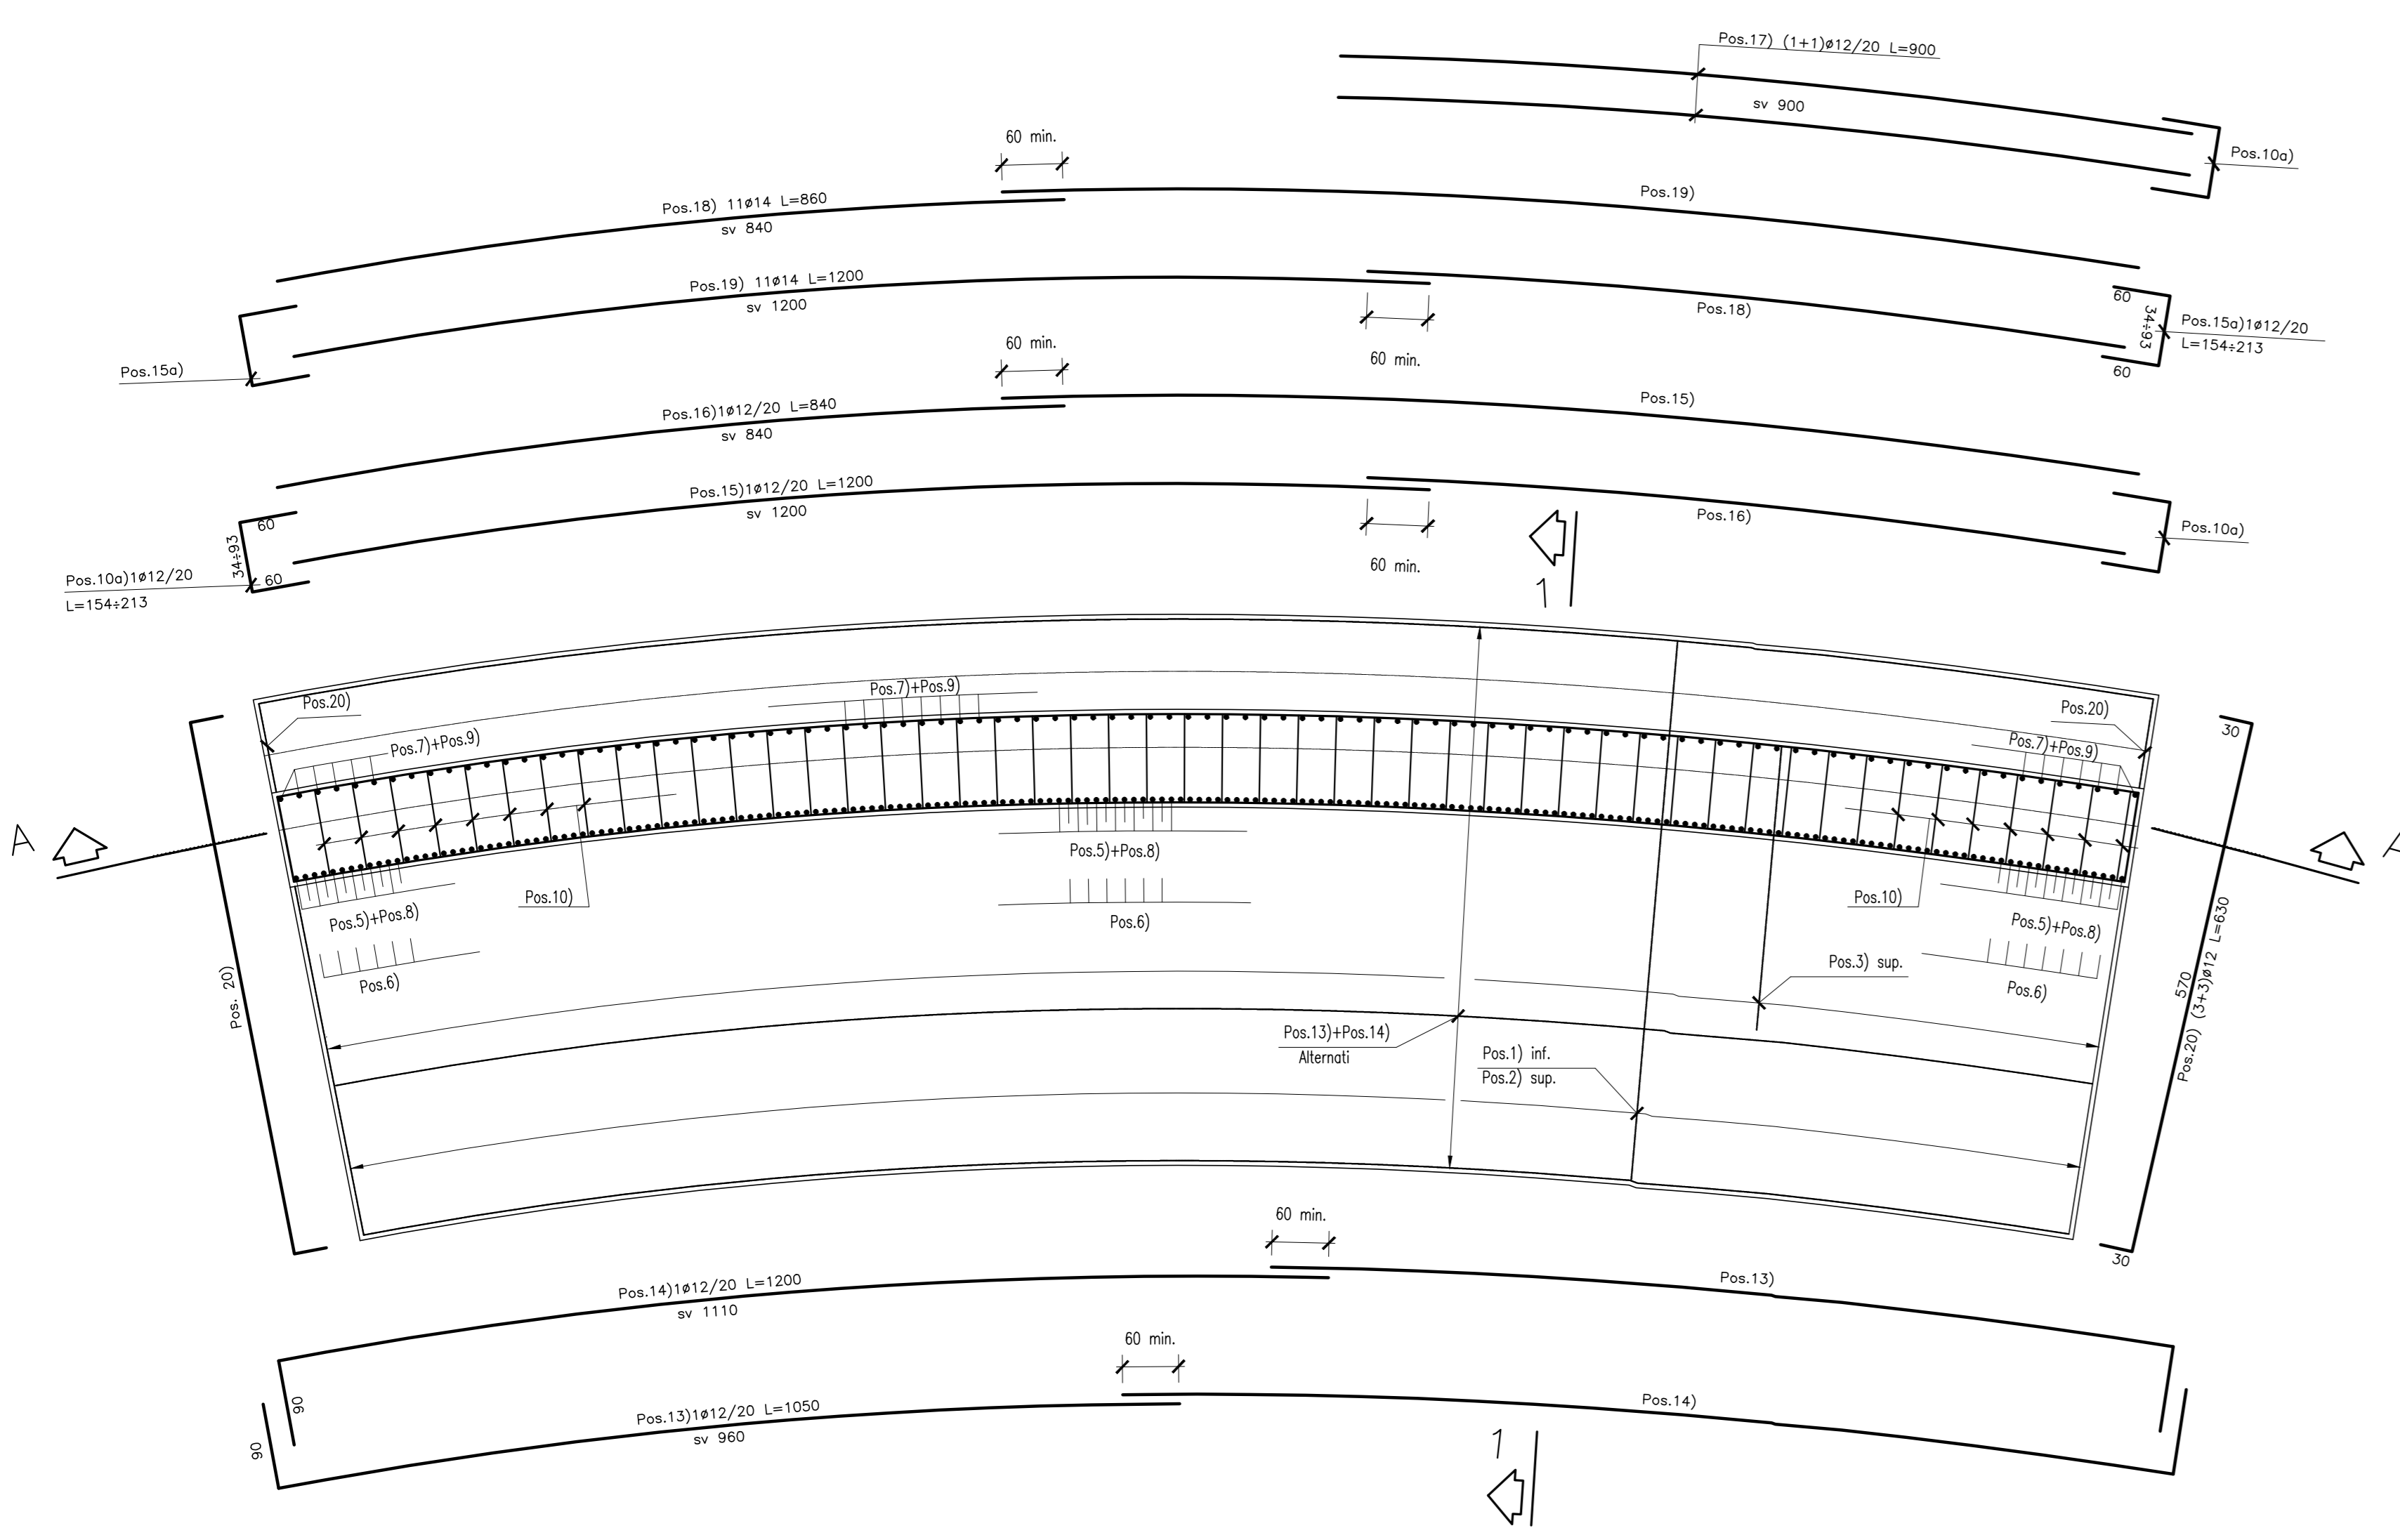 Pos.17) (1+1)ø12/20 L=900
sv 900
Pos.10a)
60 min.
Pos.18) 11ø14 L=860
sv 840
Pos.19)
Pos.19) 11ø14 L=1200
sv 1200
Pos.18)
60 min.
60
34÷93
60
Pos.15a)1ø12/20
L=154÷213
Pos.15a)
60 min.
Pos.16)1ø12/20 L=840
sv 840
Pos.15)
Pos.15)1ø12/20 L=1200
sv 1200
Pos.16)
60 min.
Pos.10a)
60
34÷93
60
Pos.10a)1ø12/20
L=154÷213
1
Pos.20)
Pos.7)+Pos.9)
Pos.7)+Pos.9)
Pos.20)
Pos.7)+Pos.9)
30
A
A
Pos.5)+Pos.8)
Pos.6)
Pos.10)
Pos.5)+Pos.8)
Pos.6)
Pos.10)
Pos.5)+Pos.8)
Pos.6)
Pos. 20)
Pos.3) sup.
570
Pos.20) (3+3)ø12 L=630
Pos.13)+Pos.14)
Alternati
Pos.1) inf.
Pos.2) sup.
30
60 min.
Pos.14)1ø12/20 L=1200
sv 1110
Pos.13)
60 min.
90
90
Pos.13)1ø12/20 L=1050
sv 960
Pos.14)
1